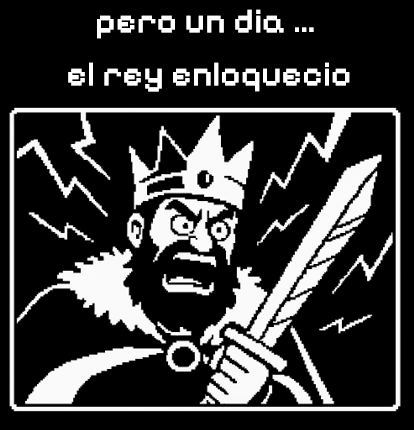 pero un dia ...
el rey enloquecio